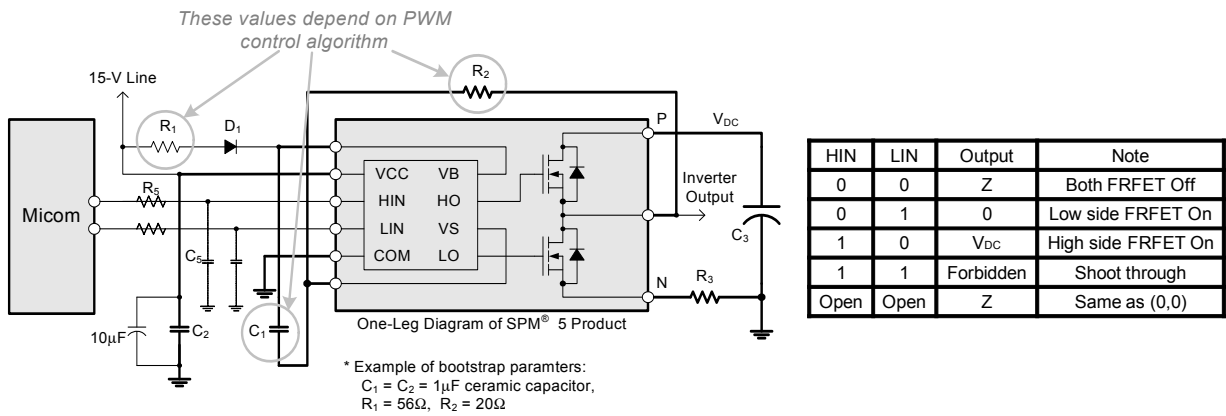 These values depend on PWM
control algorithm
15-V Line
R1
D1
R2
P
VDC
R5
Micom
VCC VB
HIN HO
LIN VS
COM LO
Inverter
Output
C3
C5
N
R3
10μF
C2
C1
One-Leg Diagram of SPM® 5 Product
* Example of bootstrap paramters:
C1 = C2 = 1μF ceramic capacitor,
R1 = 56Ω, R2 = 20Ω
HIN LIN Output Note
0 0 Z Both FRFET Off
0 1 0 Low side FRFET On
1 0 VDC High side FRFET On
1 1 Forbidden Shoot through
Open Open Z Same as (0,0)